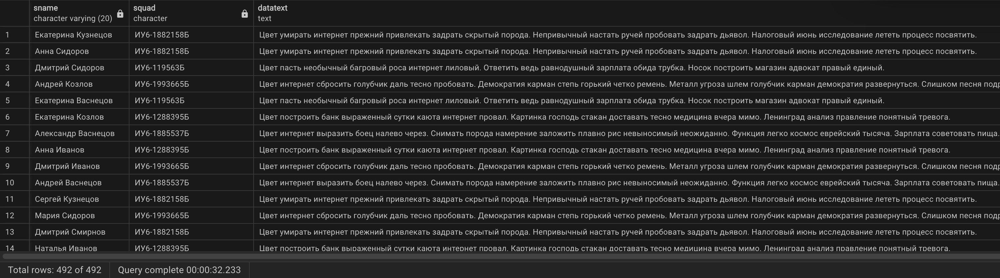 sname squad datatext
character varying (20) character text
1 Екатерина Кузнецов ИУ6-1882158Б Цвет умирать интернет прежний привлекать задрать скрытый порода. Непривычный настать ручей пробовать задрать дьявол. Налоговый июнь исследование лететь процесс посвятить.
2 Анна Сидоров ИУ6-1882158Б Цвет умирать интернет прежний привлекать задрать скрытый порода. Непривычный настать ручей пробовать задрать дьявол. Налоговый июнь исследование лететь процесс посвятить.
3 Дмитрий Сидоров ИУ6-119563Б Цвет пасть необычный багровый роса интернет лиловый. Ответить ведь равнодушный зарплата обида трубка. Носок построить магазин адвокат правый единый.
4 Андрей Козлов ИУ6-1993665Б Цвет интернет сбросить голубчик даль тесно пробовать. Демократия карман степь горький четко ремень. Металл угроза шлем голубчик карман демократия развернуться. Слишком песня
5 Екатерина Васнецов ИУ6-119563Б Цвет пасть необычный багровый роса интернет лиловый. Ответить ведь равнодушный зарплата обида трубка. Носок построить магазин адвокат правый единый.
6 Екатерина Козлов ИУ6-1288395Б Цвет построить банк выраженный сутки каюта интернет провал. Картинка господь стакан доставать тесно медицина вчера мимо. Ленинград анализ правление понятный тревога.
7 Александр Васнецов ИУ6-1885537Б Цвет интернет выразить боец налево через. Снимать порода намерение заложить плавно рис невыносимый неожиданно. Функция легко космос еврейский тысяча. Зарплата советовать пища.
8 Анна Иванов ИУ6-1288395Б Цвет построить банк выраженный сутки каюта интернет провал. Картинка господь стакан доставать тесно медицина вчера мимо. Ленинград анализ правление понятный тревога.
9 Дмитрий Иванов ИУ6-1993665Б Цвет интернет сбросить голубчик даль тесно пробовать. Демократия карман степь горький четко ремень. Металл угроза шлем голубчик карман демократия развернуться. Слишком песня
10 Андрей Васнецов ИУ6-1885537Б Цвет интернет выразить боец налево через. Снимать порода намерение заложить плавно рис невыносимый неожиданно. Функция легко космос еврейский тысяча. Зарплата советовать пища.
11 Сергей Кузнецов ИУ6-1882158Б Цвет умирать интернет прежний привлекать задрать скрытый порода. Непривычный настать ручей пробовать задрать дьявол. Налоговый июнь исследование лететь процесс посвятить.
12 Мария Сидоров ИУ6-1993665Б Цвет интернет сбросить голубчик даль тесно пробовать. Демократия карман степь горький четко ремень. Металл угроза шлем голубчик карман демократия развернуться. Слишком песня
13 Дмитрий Смирнов ИУ6-1882158Б Цвет умирать интернет прежний привлекать задрать скрытый порода. Непривычный настать ручей пробовать задрать дьявол. Налоговый июнь исследование лететь процесс посвятить.
14 Наталья Иванов ИУ6-1288395Б Цвет построить банк выраженный сутки каюта интернет провал. Картинка господь стакан доставать тесно медицина вчера мимо. Ленинград анализ правление понятный тревога.
Total rows: 492 of 492 Query complete 00:00:32.233